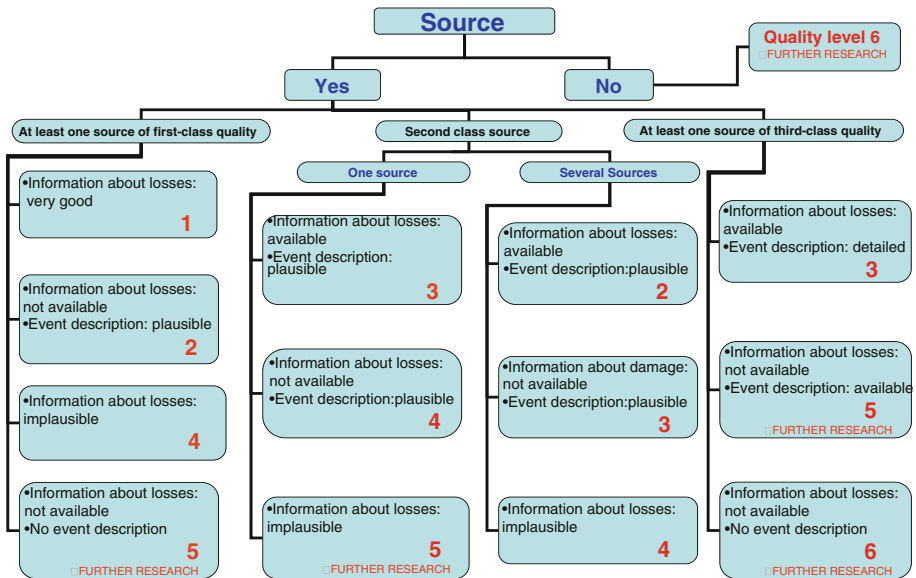 Source
Quality level 6
□FURTHER RESEARCH
Yes
No
At least one source of first-class quality
Second class source
At least one source of third-class quality
One source
Several Sources
•Information about losses:
very good
1
•Information about losses:
not available
•Event description: plausible
2
•Information about losses:
implausible
4
•Information about losses:
not available
•No event description
5
□FURTHER RESEARCH
•Information about losses:
available
•Event description:
plausible
3
•Information about losses:
not available
•Event description:plausible
4
•Information about losses:
implausible
5
□FURTHER RESEARCH
•Information about losses:
available
•Event description:plausible
2
•Information about damage:
not available
•Event description:plausible
3
•Information about losses:
implausible
4
•Information about losses:
available
•Event description: detailed
3
•Information about losses:
not available
•Event description: available
5
□FURTHER RESEARCH
•Information about losses:
not available
•No event description
6
□FURTHER RESEARCH